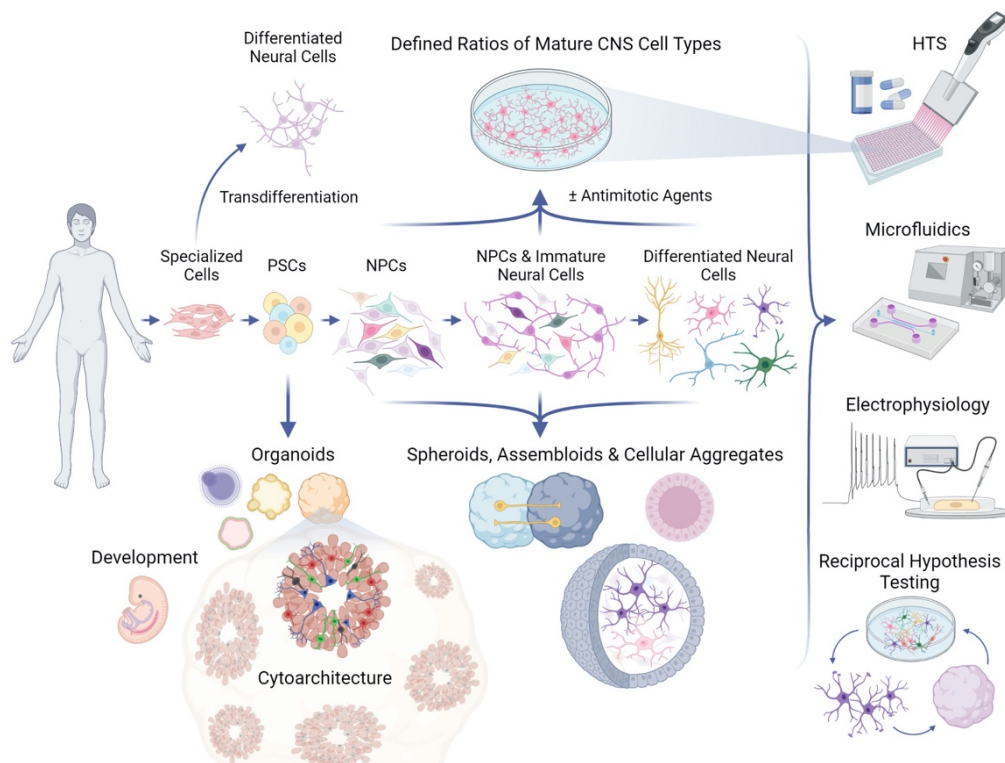 Differentiated
Neural Cells
Defined Ratios of Mature CNS Cell Types
HTS
Transdifferentiation
± Antimitotic Agents
Specialized
Cells
PSCs
NPCs
NPCs & Immature
Neural Cells
Differentiated Neural
Cells
Microfluidics
Organoids
Spheroids, Assembloids & Cellular Aggregates
Electrophysiology
Development
Cytoarchitecture
Reciprocal Hypothesis
Testing